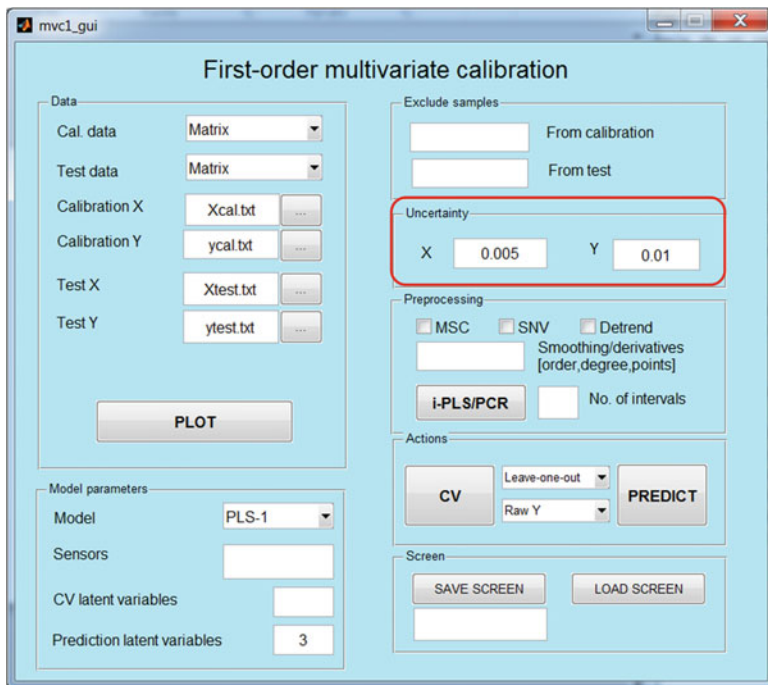 mvc1_gui
First-order multivariate calibration
Data
Cal. data
Matrix
Test data
Matrix
Calibration X
Xcal.txt
...
Calibration Y
ycal.txt
...
Test X
Xtest.txt
...
Test Y
ytest.txt
...
PLOT
Model parameters
Model
PLS-1
Sensors
CV latent variables
Prediction latent variables
3
Exclude samples
From calibration
From test
Uncertainty
X
0.005
Y
0.01
Preprocessing
MSC
SNV
Detrend
Smoothing/derivatives
[order,degree,points]
i-PLS/PCR
No. of intervals
Actions
CV
Leave-one-out
Raw Y
PREDICT
Screen
SAVE SCREEN
LOAD SCREEN